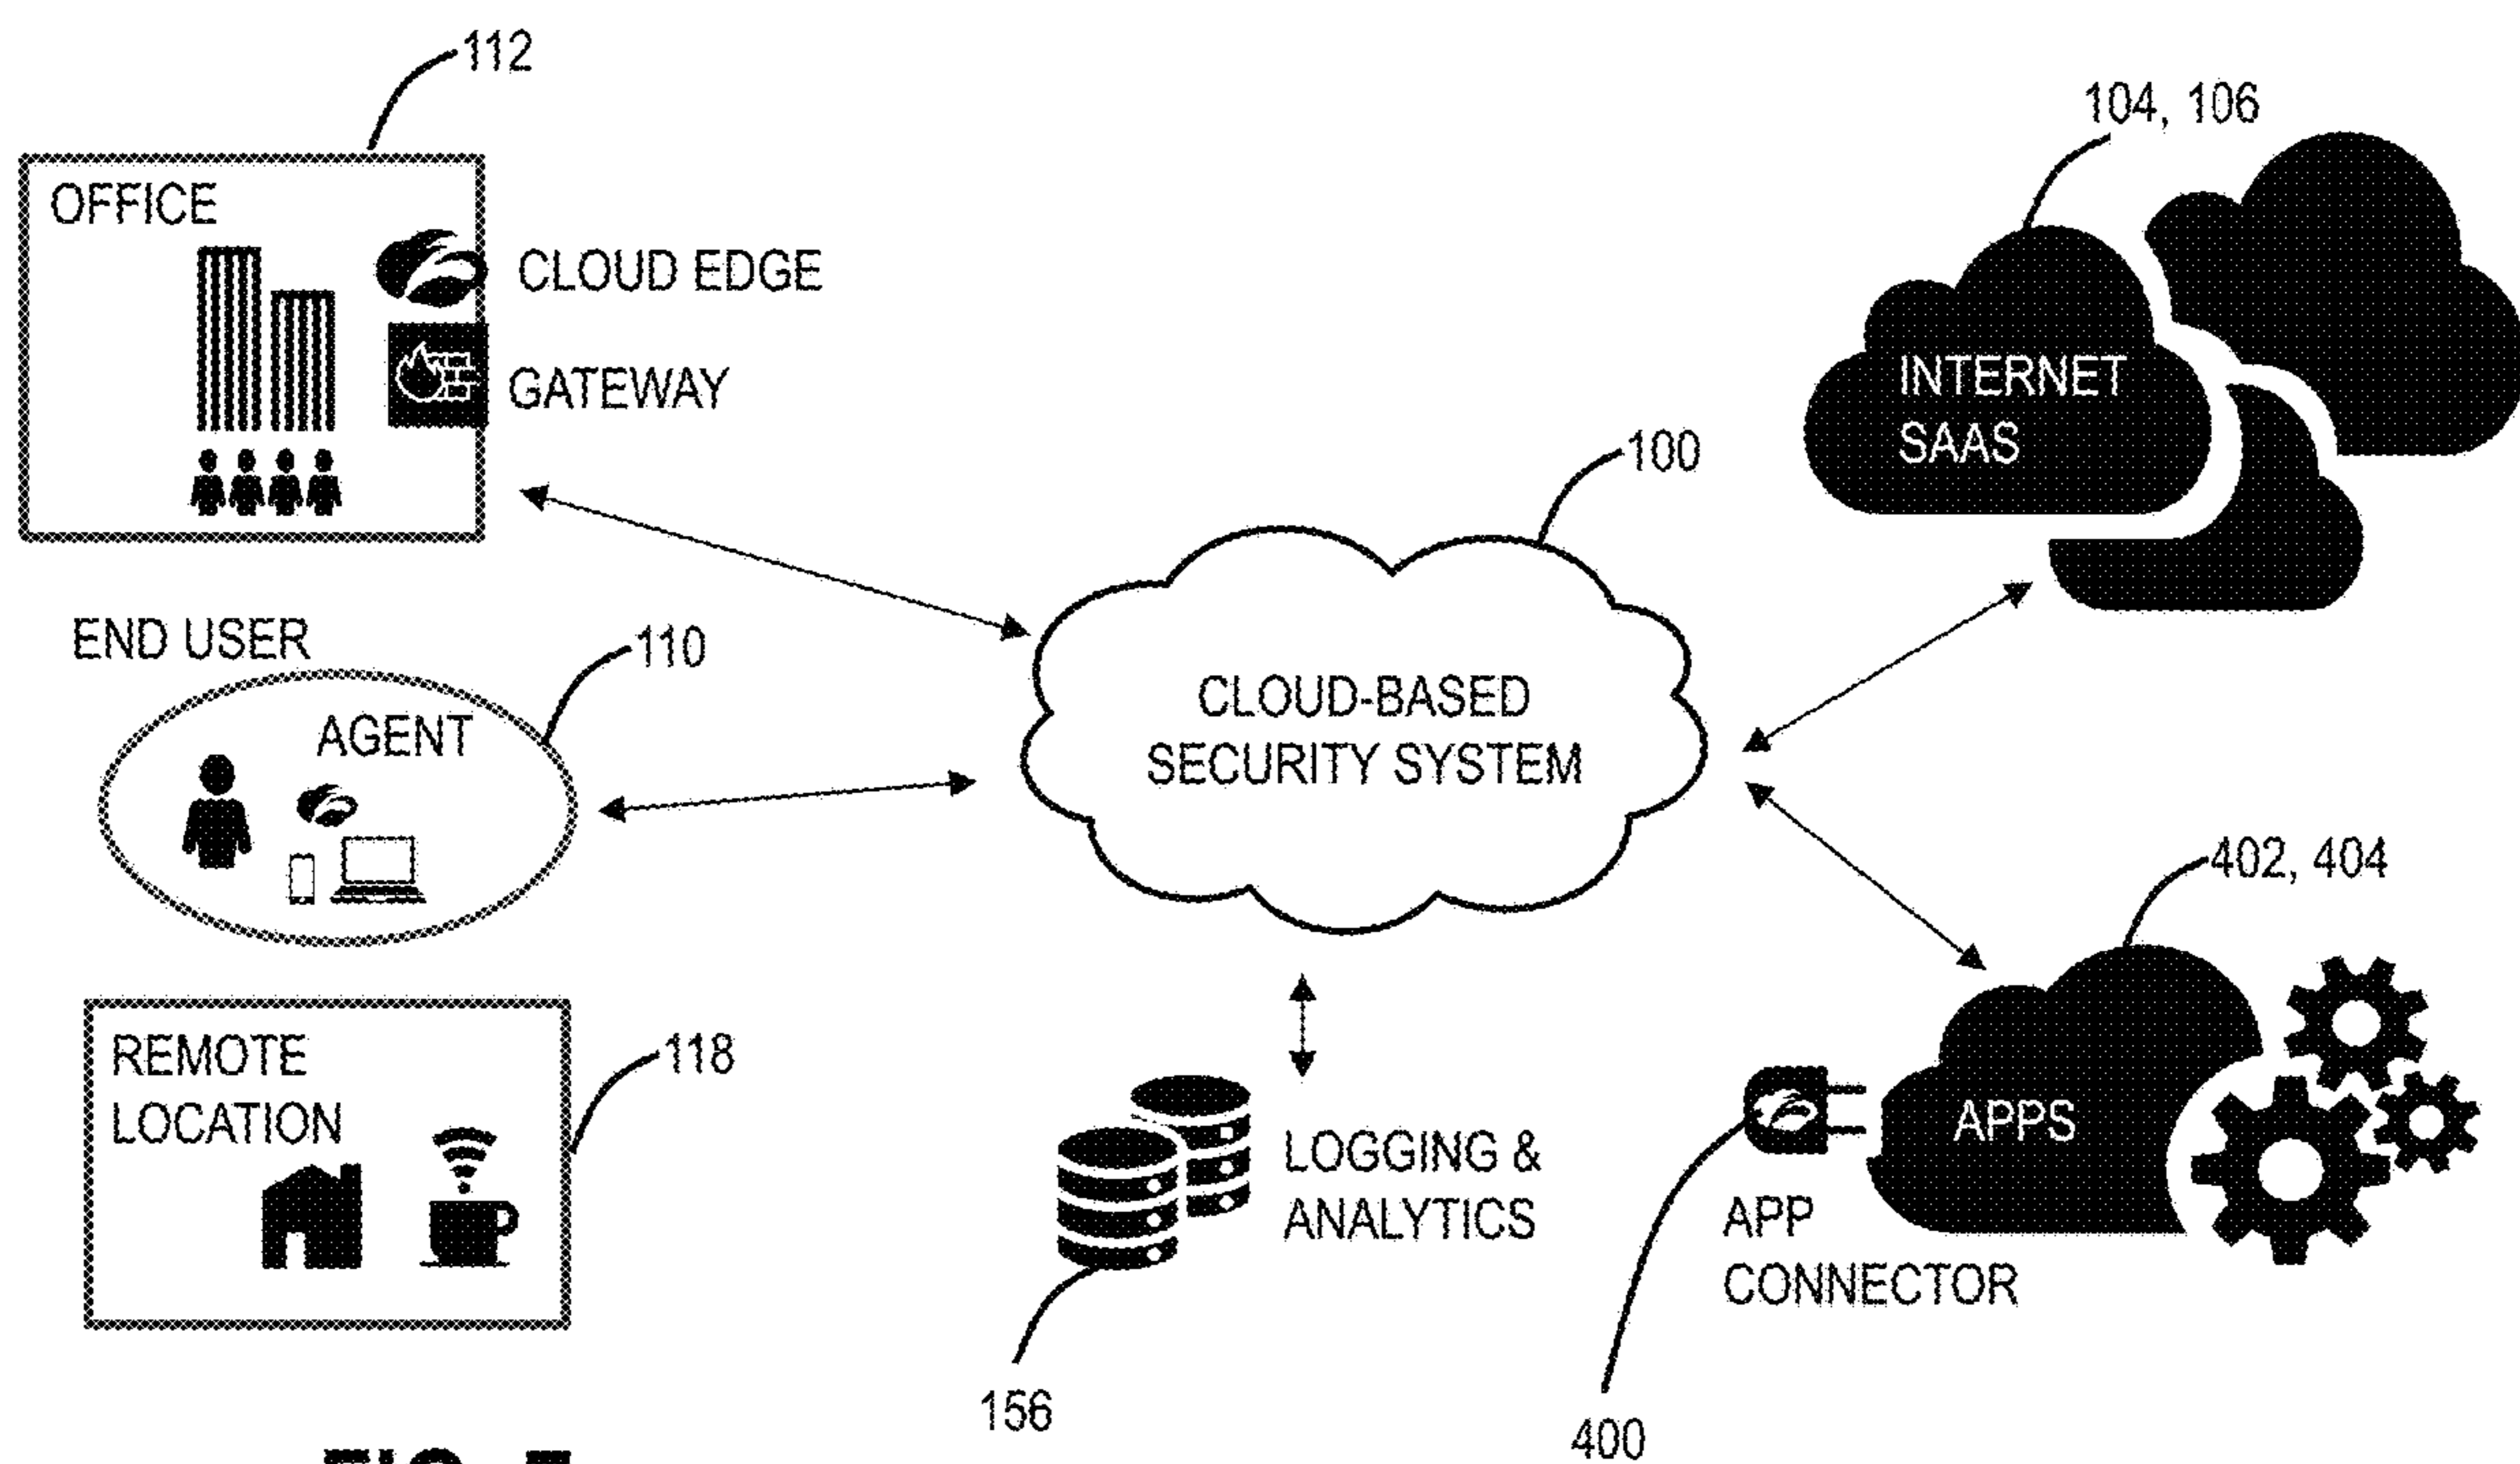 112
OFFICE
CLOUD EDGE
GATEWAY
104, 106
INTERNET
SAAS
100
CLOUD-BASED
SECURITY SYSTEM
END USER
110
AGENT
402, 404
APPS
REMOTE
LOCATION
118
LOGGING &
ANALYTICS
APP
CONNECTOR
156
400